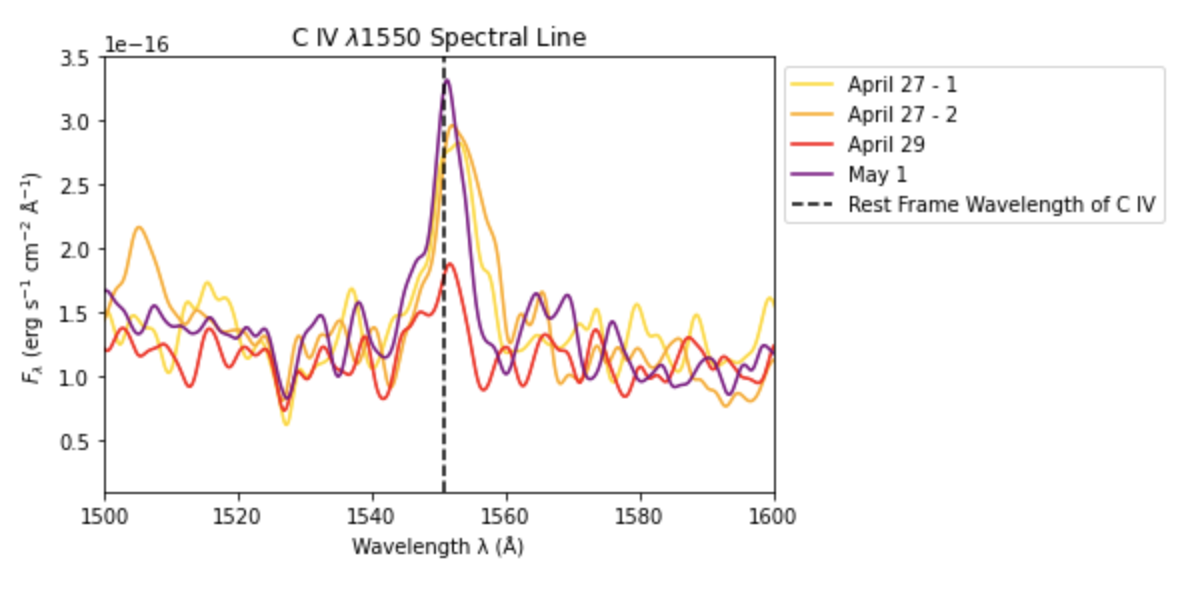 C IV λ1550 Spectral Line
1e−16
3.5
3.0
2.5
2.0
1.5
1.0
0.5
Fλ (erg s−1 cm−2 Å−1)
1500 1520 1540 1560 1580 1600
Wavelength λ (Å)
April 27 - 1
April 27 - 2
April 29
May 1
Rest Frame Wavelength of C IV